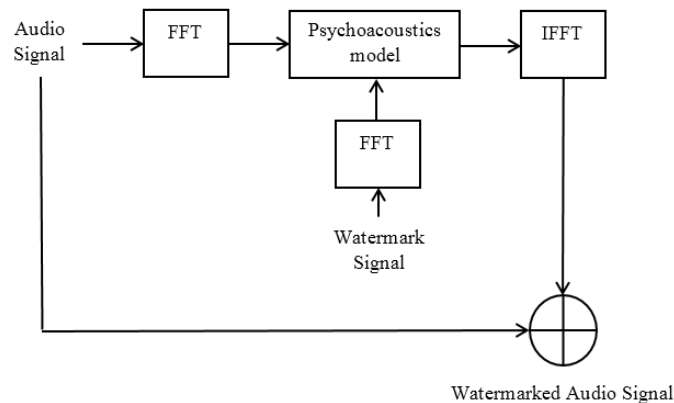 Audio
Signal
FFT
Psychoacoustics
model
IFFT
FFT
Watermark
Signal
Watermarked Audio Signal